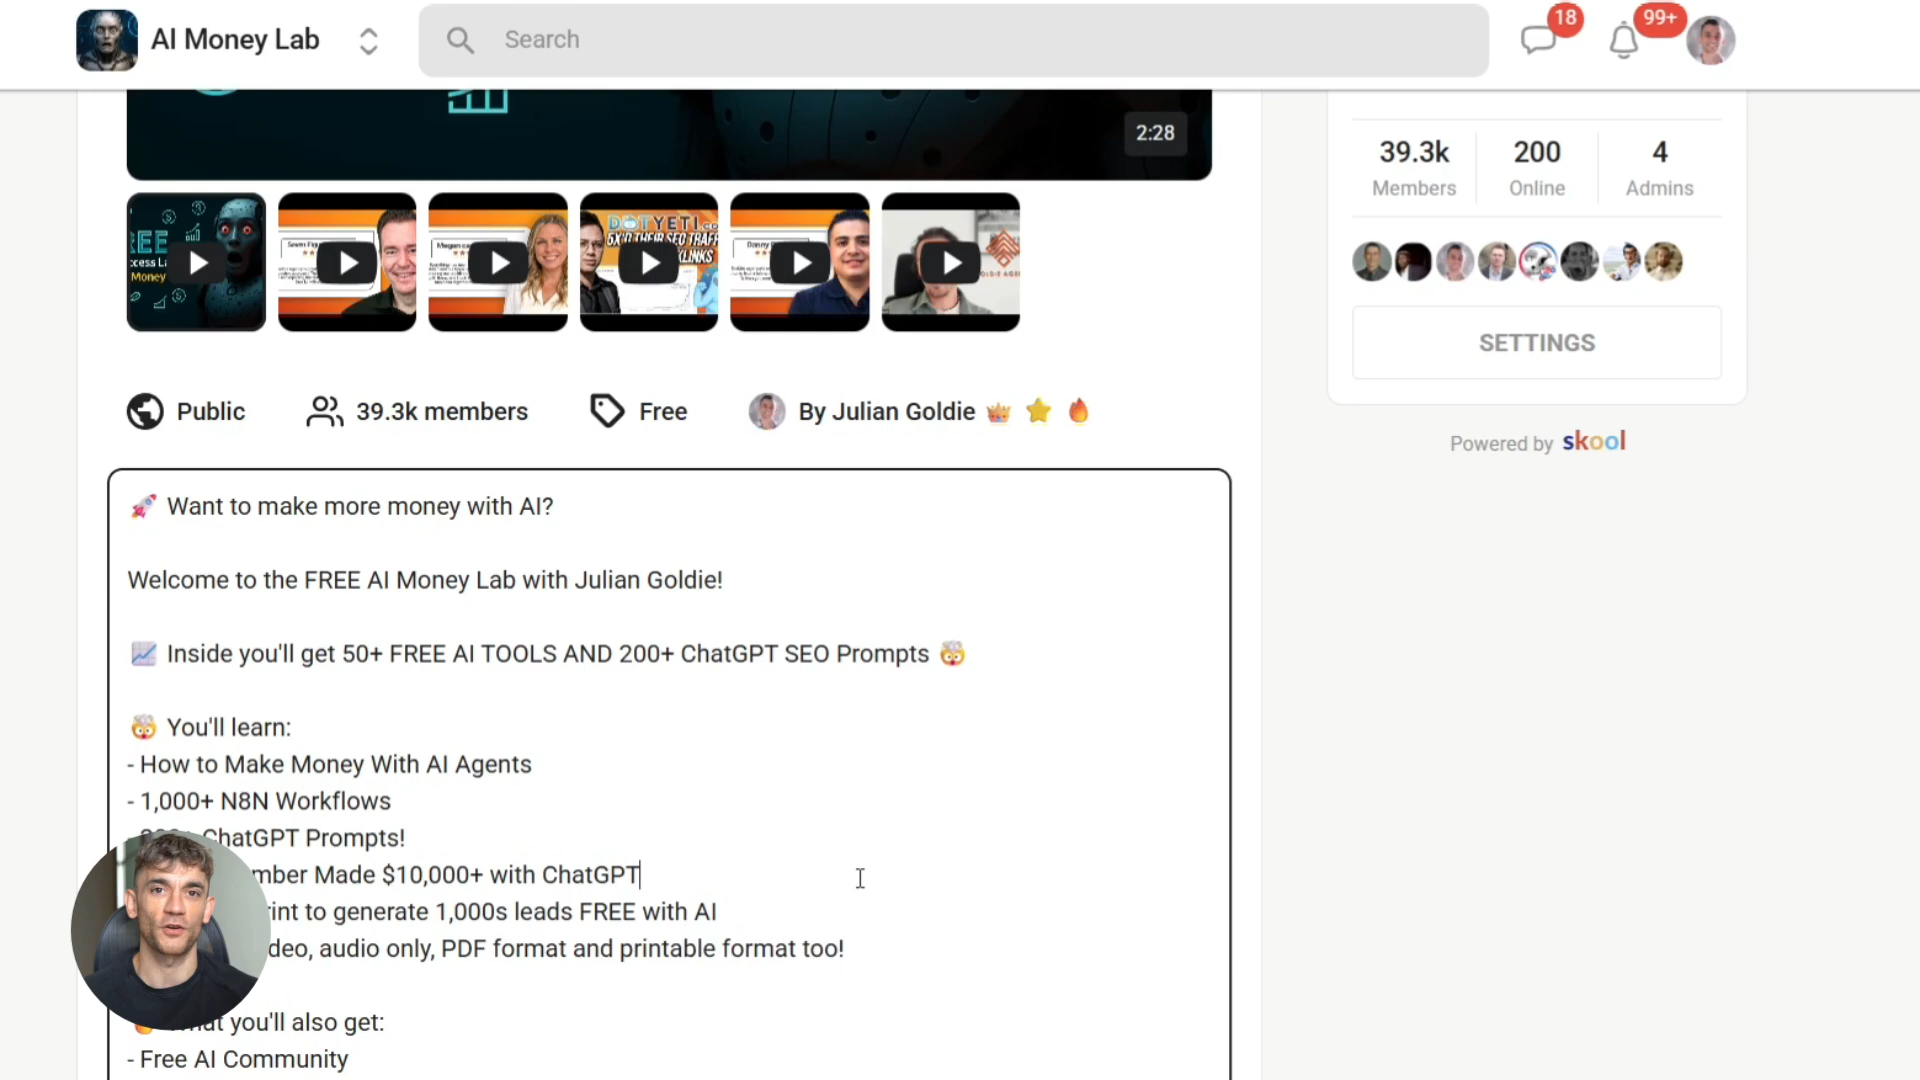 AI Money Lab
Search
18
99+
2:28
39.3k
Members
200
Online
4
Admins
SETTINGS
Powered by skool
Public
39.3k members
Free
By Julian Goldie 👑 ⭐ 🔥
🚀 Want to make more money with AI?
Welcome to the FREE AI Money Lab with Julian Goldie!
📈 Inside you'll get 50+ FREE AI TOOLS AND 200+ ChatGPT SEO Prompts 🤯
🤯 You'll learn:
- How to Make Money With AI Agents
- 1,000+ N8N Workflows
ChatGPT Prompts!
Made $10,000+ with ChatGPT
to generate 1,000s leads FREE with AI
audio only, PDF format and printable format too!
you'll also get:
- Free AI Community